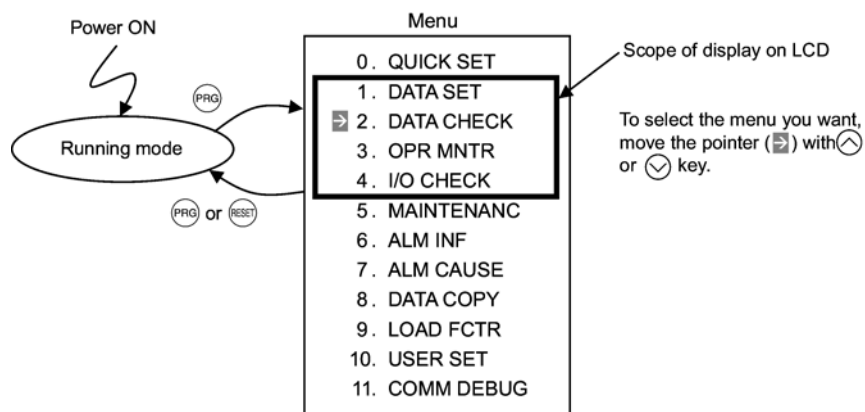 Power ON
PRG
Running mode
PRG or RESET
Menu
0. QUICK SET
1. DATA SET
2. DATA CHECK
3. OPR MNTR
4. I/O CHECK
5. MAINTENANC
6. ALM INF
7. ALM CAUSE
8. DATA COPY
9. LOAD FCTR
10. USER SET
11. COMM DEBUG
Scope of display on LCD
To select the menu you want,
move the pointer (→) with
or key.